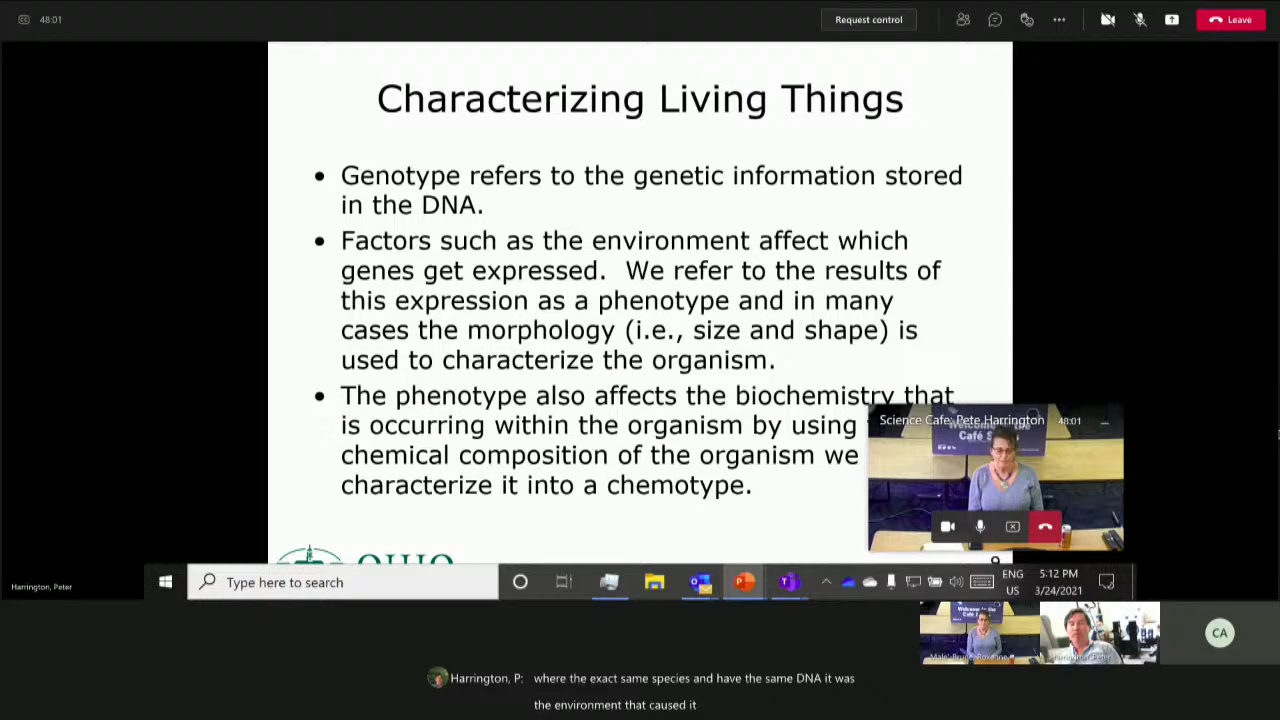 48:01
Request control
Leave
Characterizing Living Things
• Genotype refers to the genetic information stored
in the DNA.
• Factors such as the environment affect which
genes get expressed. We refer to the results of
this expression as a phenotype and in many
cases the morphology (i.e., size and shape) is
used to characterize the organism.
• The phenotype also affects the biochemistry that
is occurring within the organism by using
chemical composition of the organism we
characterize it into a chemotype.
Science Cafe: Pete Harrington 48:01
OHIO
Harrington, Peter
Type here to search
ENG
US
5:12 PM
3/24/2021
CA
Harrington, P: where the exact same species and have the same DNA it was
the environment that caused it